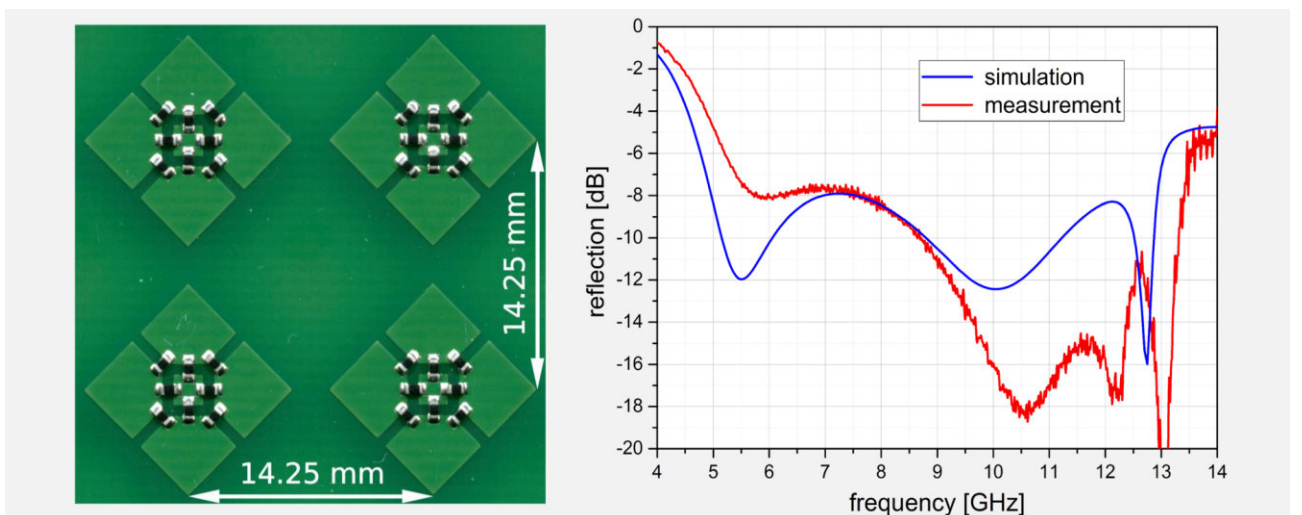 14.25 mm
14.25 mm
reflection [dB]
0
-2
-4
-6
-8
-10
-12
-14
-16
-18
-20
simulation
measurement
4 5 6 7 8 9 10 11 12 13 14
frequency [GHz]